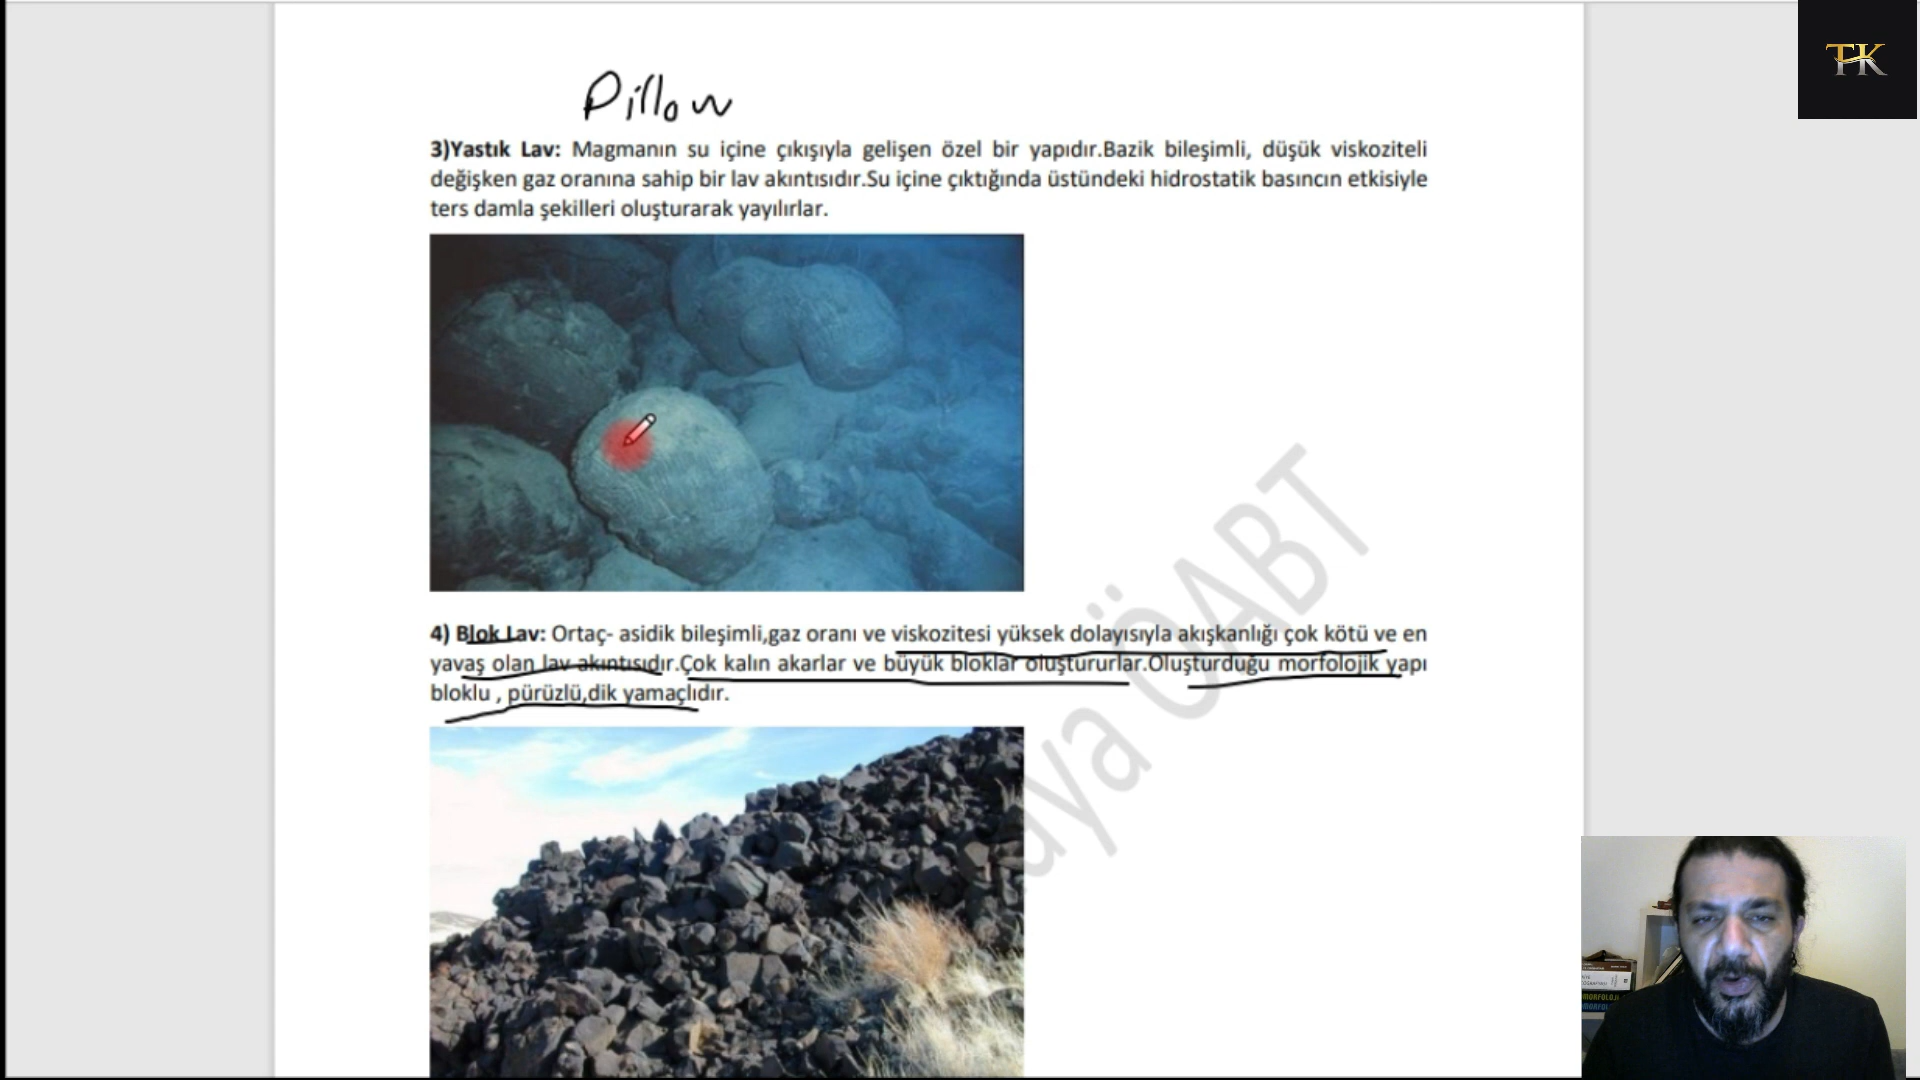 TK
Pillow
3)Yastık Lav: Magmanın su içine çıkışıyla gelişen özel bir yapıdır.Bazik bileşimli, düşük viskoziteli
değişken gaz oranına sahip bir lav akıntısıdır.Su içine çıktığında üstündeki hidrostatik basıncın etkisiyle
ters damla şekilleri oluşturarak yayılırlar.
4) Blok Lav: Ortaç- asidik bileşimli,gaz oranı ve viskozitesi yüksek dolayısıyla akışkanlığı çok kötü ve en
yavaş olan lav akıntısıdır.Çok kalın akarlar ve büyük bloklar oluştururlar.Oluşturduğu morfolojik yapı
bloklu , pürüzlü,dik yamaçlıdır.
aya ÖABT